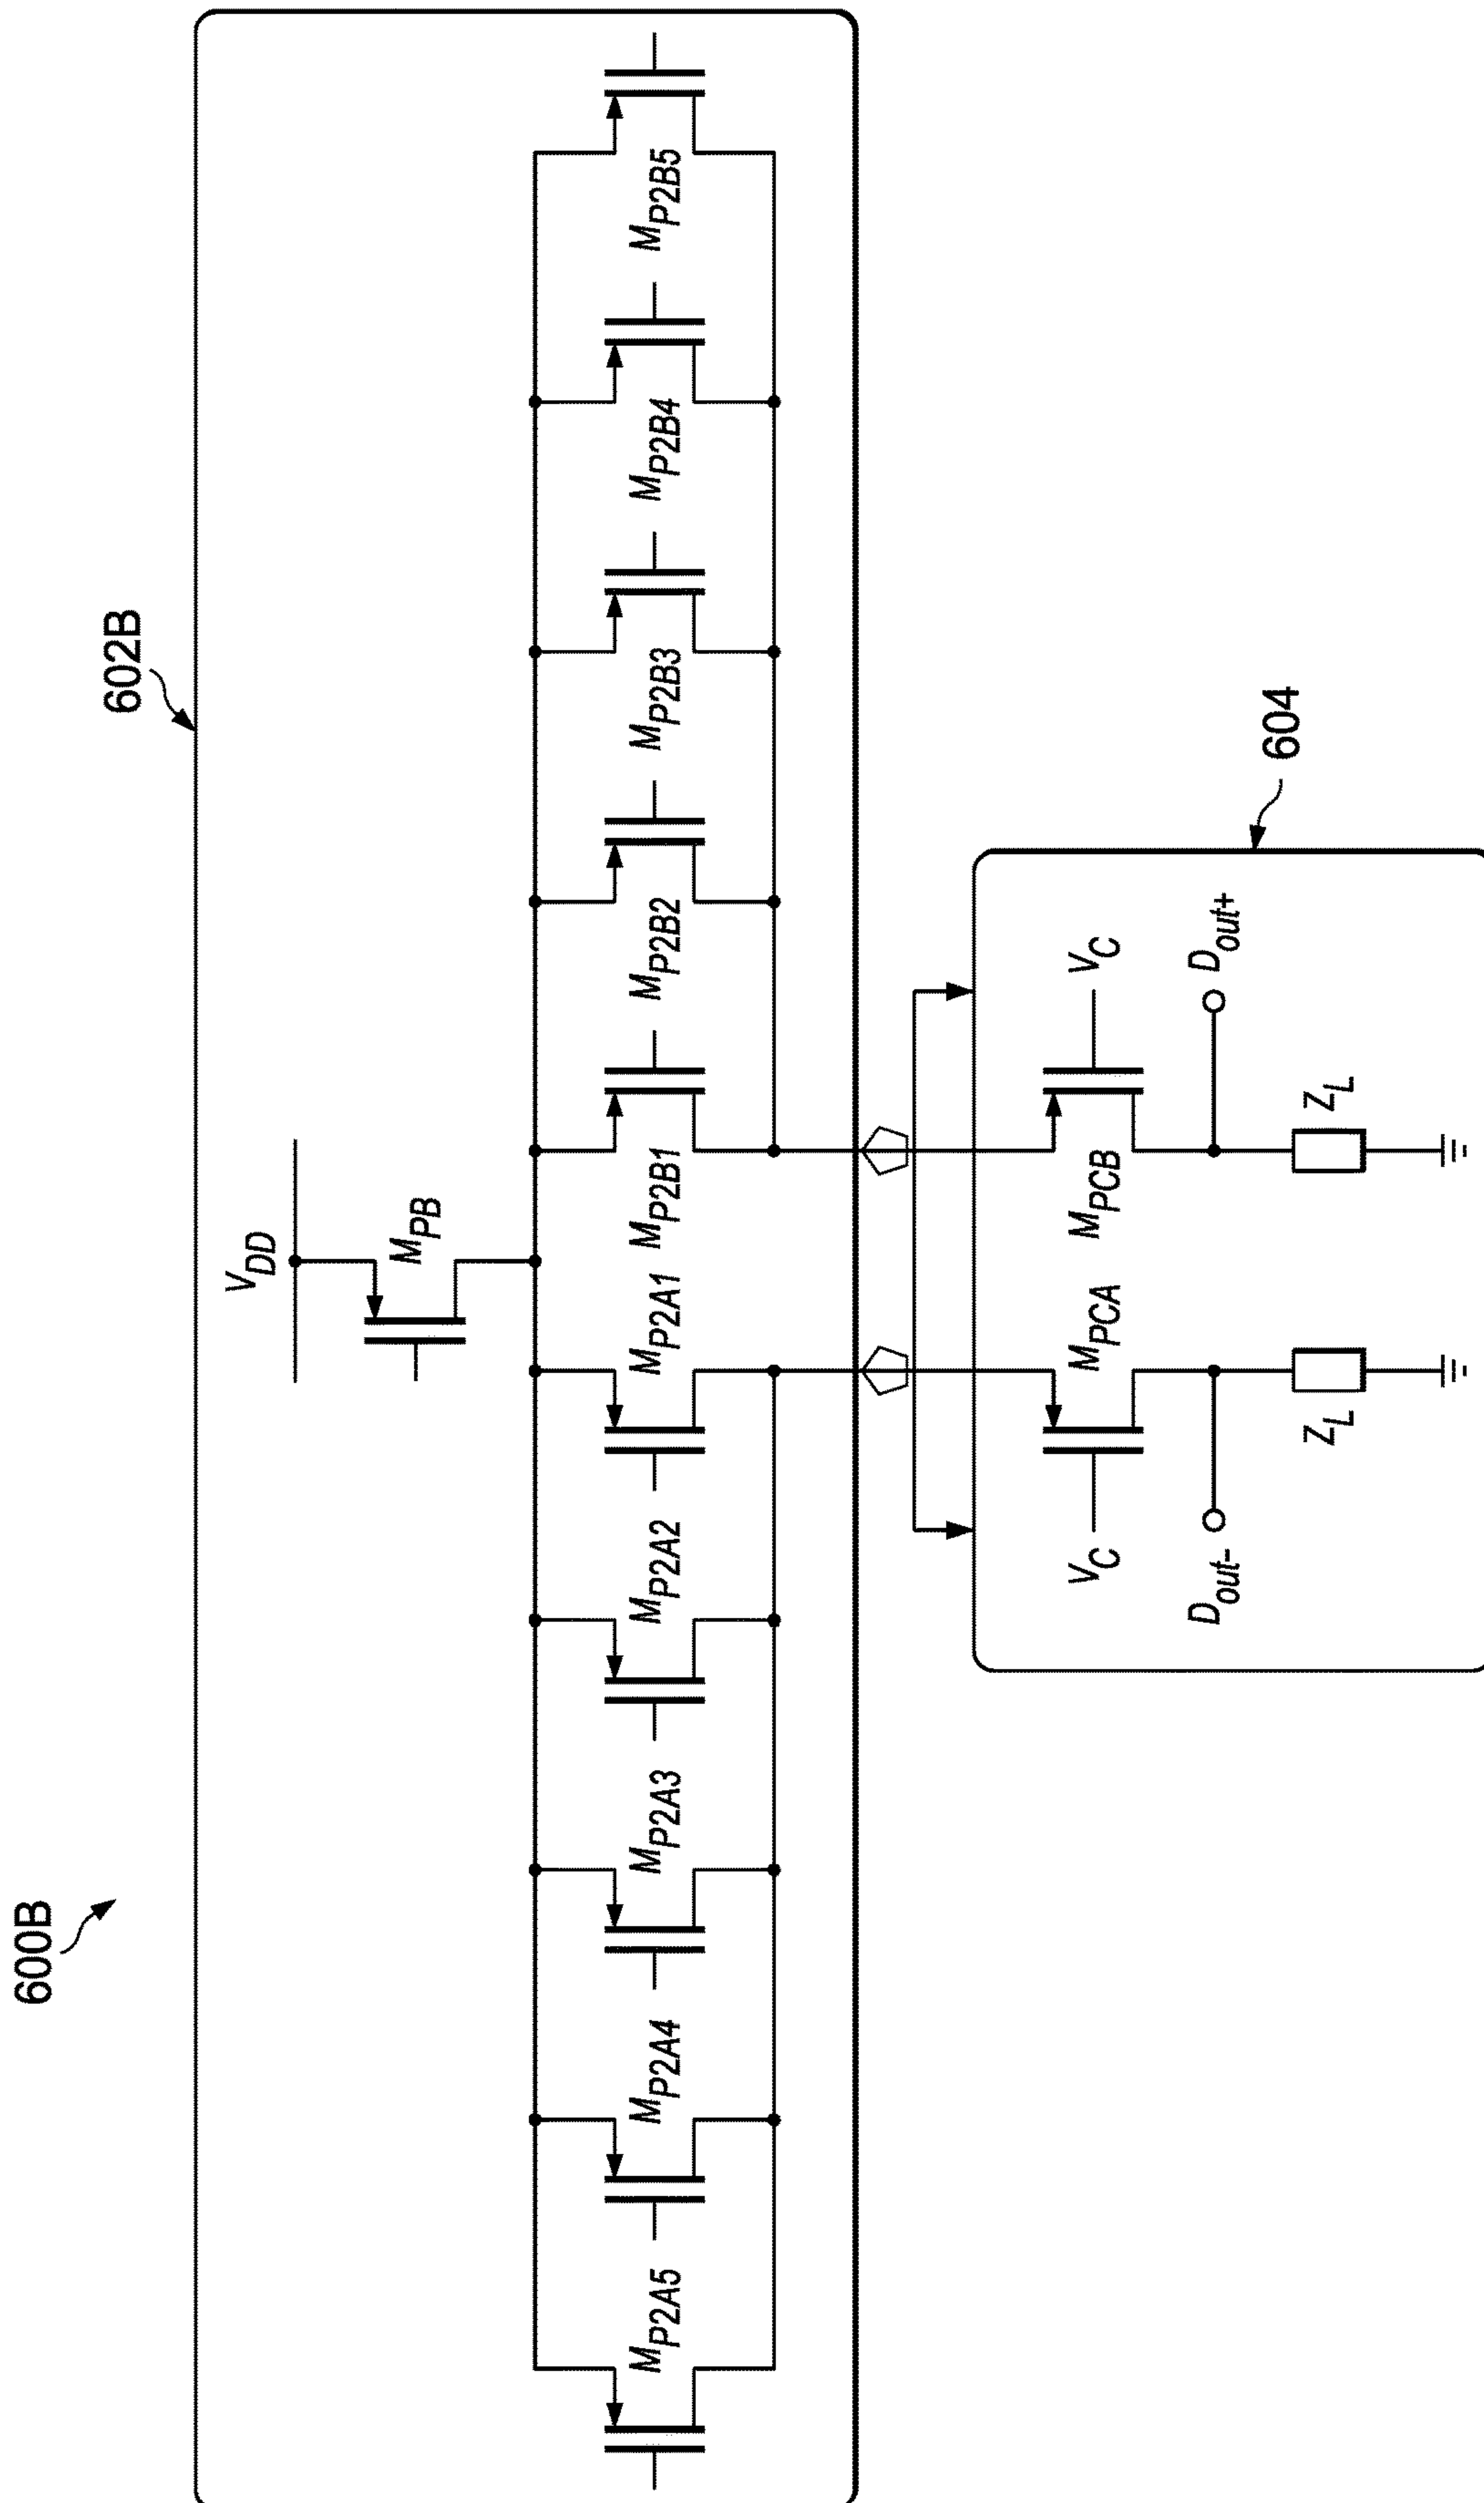 600B
602B
V_DD
M_PB
M_P2A5
M_P2A4
M_P2A3
M_P2A2
M_P2A1
M_P2B1
M_P2B2
M_P2B3
M_P2B4
M_P2B5
604
V_C
M_PCA
M_PCB
V_C
D_out-
D_out+
Z_L
Z_L